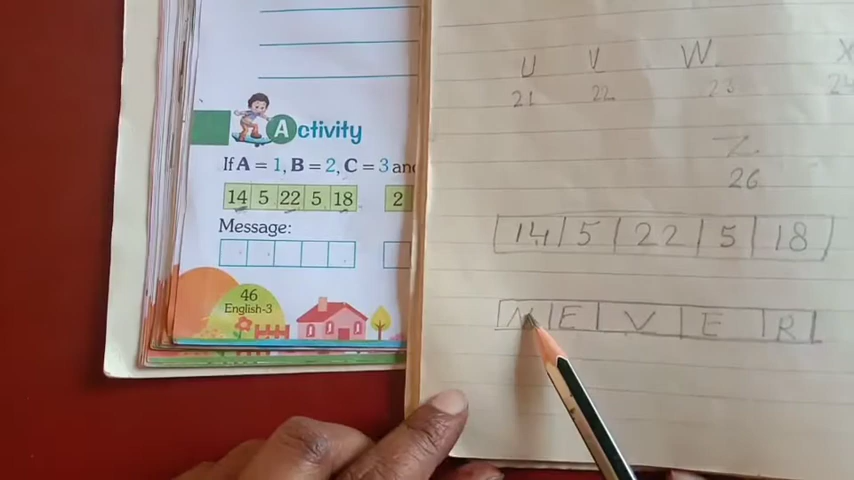 Activity
If A = 1, B = 2, C = 3 and
14 5 22 5 18 2
Message:
46
English-3
U V W X
21 22 23 24
Z
26
14 5 22 5 18
N E V E R